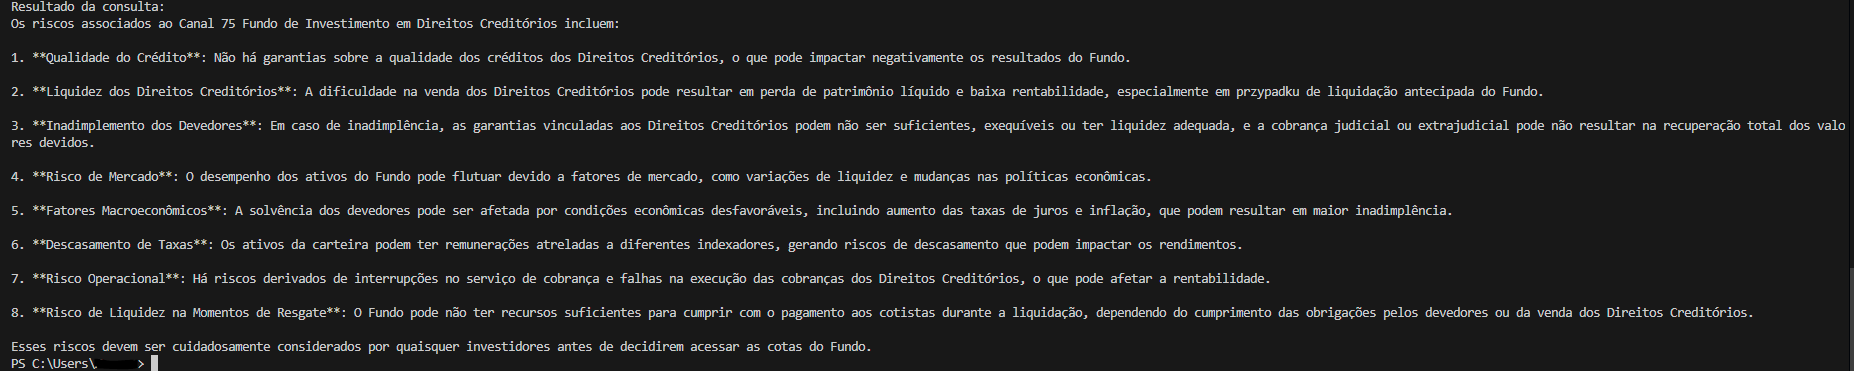 Resultado da consulta:
Os riscos associados ao Canal 75 Fundo de Investimento em Direitos Creditórios incluem:
1. **Qualidade do Crédito**: Não há garantias sobre a qualidade dos créditos dos Direitos Creditórios, o que pode impactar negativamente os resultados do Fundo.
2. **Liquidez dos Direitos Creditórios**: A dificuldade na venda dos Direitos Creditórios pode resultar em perda de patrimônio líquido e baixa rentabilidade, especialmente em przypadku de liquidação antecipada do Fundo.
3. **Inadimplemento dos Devedores**: Em caso de inadimplência, as garantias vinculadas aos Direitos Creditórios podem não ser suficientes, exequíveis ou ter liquidez adequada, e a cobrança judicial ou extrajudicial pode não resultar na recuperação total dos valo
res devidos.
4. **Risco de Mercado**: O desempenho dos ativos do Fundo pode flutuar devido a fatores de mercado, como variações de liquidez e mudanças nas políticas econômicas.
5. **Fatores Macroeconômicos**: A solvência dos devedores pode ser afetada por condições econômicas desfavoráveis, incluindo aumento das taxas de juros e inflação, que podem resultar em maior inadimplência.
6. **Descasamento de Taxas**: Os ativos da carteira podem ter remunerações atreladas a diferentes indexadores, gerando riscos de descasamento que podem impactar os rendimentos.
7. **Risco Operacional**: Há riscos derivados de interrupções no serviço de cobrança e falhas na execução das cobranças dos Direitos Creditórios, o que pode afetar a rentabilidade.
8. **Risco de Liquidez na Momentos de Resgate**: O Fundo pode não ter recursos suficientes para cumprir com o pagamento aos cotistas durante a liquidação, dependendo do cumprimento das obrigações pelos devedores ou da venda dos Direitos Creditórios.
Esses riscos devem ser cuidadosamente considerados por quaisquer investidores antes de decidirem acessar as cotas do Fundo.
PS C:\Users\ >